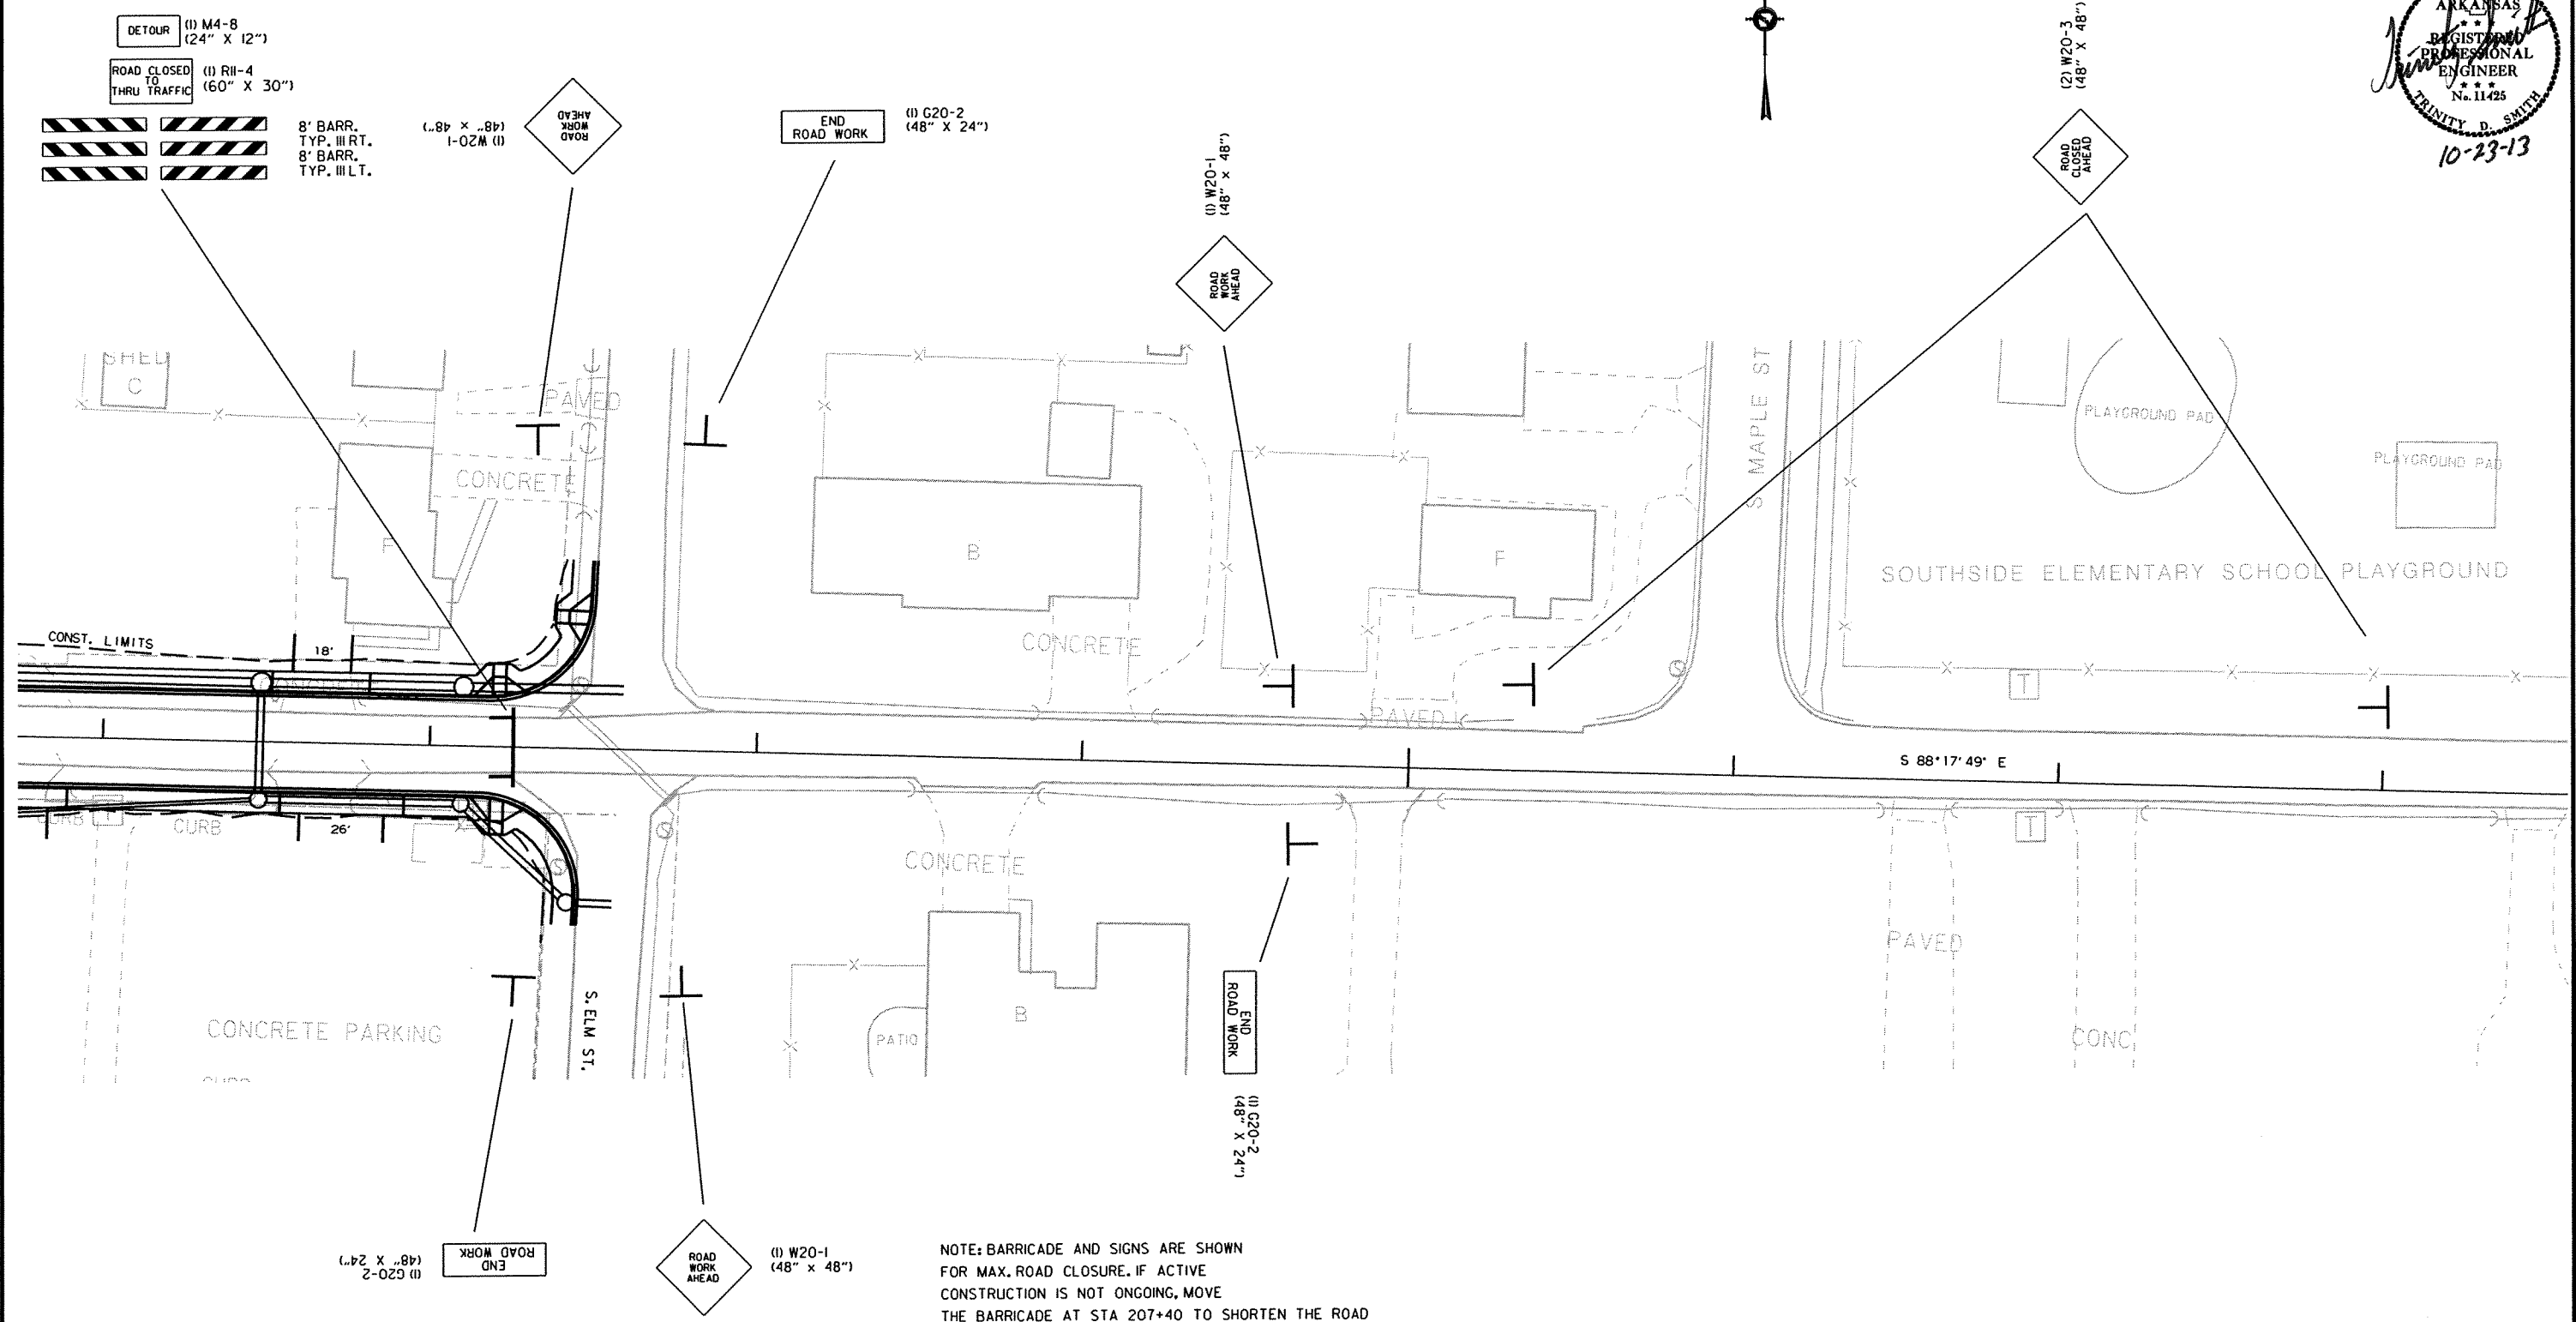 DETOUR
(1) M4-8
(24" X 12")
ROAD CLOSED
TO
THRU TRAFFIC
(1) R11-4
(60" X 30")
8' BARR.
TYP. III RT.
8' BARR.
TYP. III LT.
(1) W20-1
(48" x 48")
ROAD
WORK
AHEAD
END
ROAD WORK
(1) G20-2
(48" X 24")
(1) W20-1
(48" x 48")
ROAD
WORK
AHEAD
(2) W20-3
(48" X 48")
ROAD
CLOSED
AHEAD
ARKANSAS
REGISTERED
PROFESSIONAL
ENGINEER
No. 11425
TRINITY D. SMITH
10-23-13
SHED
C
PAVED
CONCRETE
F
B
CONCRETE
F
PAVED
S MAPLE ST
PLAYGROUND PAD
PLAYGROUND PAD
SOUTHSIDE ELEMENTARY SCHOOL PLAYGROUND
CONST. LIMITS
18'
T
S 88°17'49" E
CURB
26'
T
CONCRETE
CONCRETE PARKING
S. ELM ST.
PATIO
B
END
ROAD WORK
(1) G20-2
(48" X 24")
PAVED
CONC
(1) G20-2
(48" X 24")
END
ROAD WORK
ROAD
WORK
AHEAD
(1) W20-1
(48" x 48")
NOTE: BARRICADE AND SIGNS ARE SHOWN
FOR MAX. ROAD CLOSURE. IF ACTIVE
CONSTRUCTION IS NOT ONGOING, MOVE
THE BARRICADE AT STA 207+40 TO SHORTEN THE ROAD